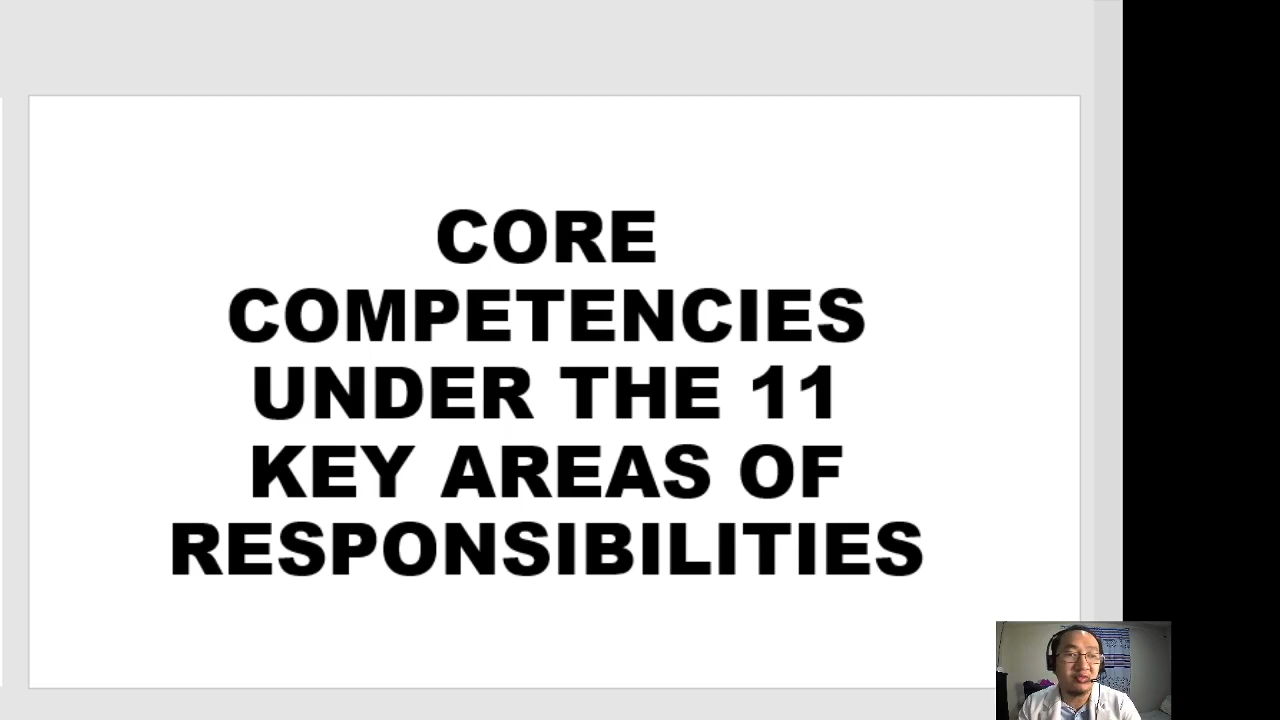 CORE
COMPETENCIES
UNDER THE 11
KEY AREAS OF
RESPONSIBILITIES